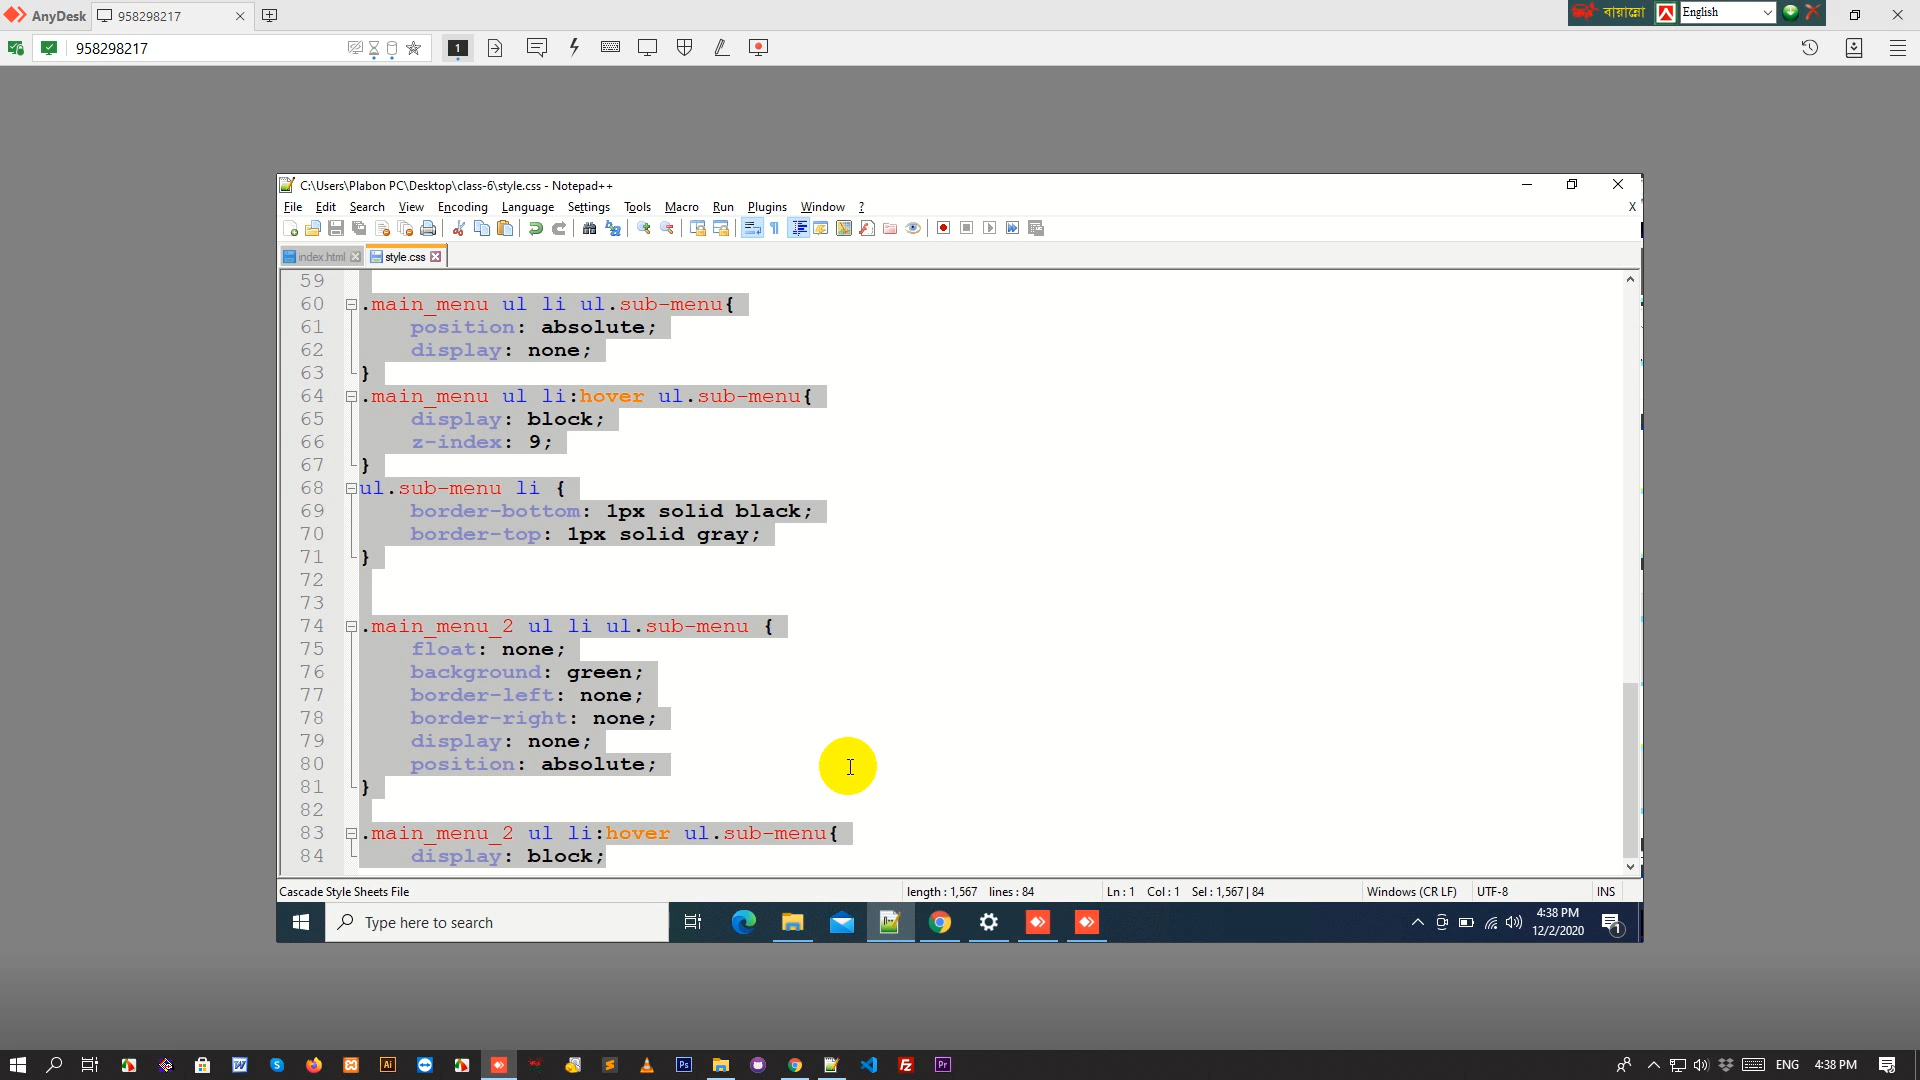 AnyDesk
958298217
বায়ান্নো
English
958298217
1
C:\Users\Plabon PC\Desktop\class-6\style.css - Notepad++
File Edit Search View Encoding Language Settings Tools Macro Run Plugins Window ?
X
index.html
style.css
59
60 .main_menu ul li ul.sub-menu{
61 position: absolute;
62 display: none;
63 }
64 .main_menu ul li:hover ul.sub-menu{
65 display: block;
66 z-index: 9;
67 }
68 ul.sub-menu li {
69 border-bottom: 1px solid black;
70 border-top: 1px solid gray;
71 }
72
73
74 .main_menu_2 ul li ul.sub-menu {
75 float: none;
76 background: green;
77 border-left: none;
78 border-right: none;
79 display: none;
80 position: absolute;
81 }
82
83 .main_menu_2 ul li:hover ul.sub-menu{
84 display: block;
Cascade Style Sheets File
length : 1,567 lines : 84
Ln : 1 Col : 1 Sel : 1,567 | 84
Windows (CR LF)
UTF-8
INS
Type here to search
4:38 PM
12/2/2020
1
ENG
4:38 PM